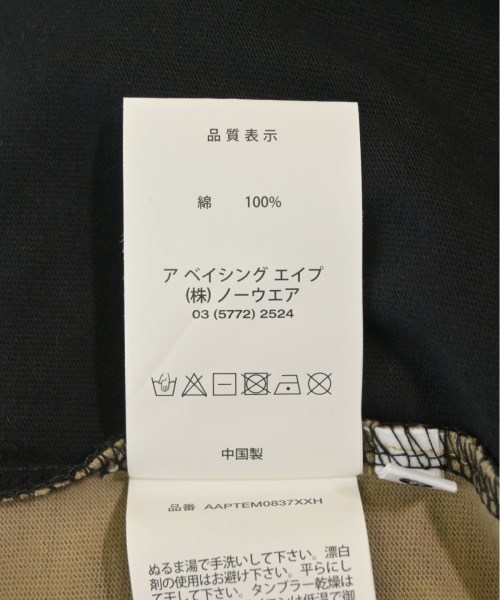 品質表示
綿 100%
ア ベイシング エイプ
(株) ノーウエア
03 (5772) 2524
中国製
品番 AAPTEM0837XXH
ぬるま湯で手洗いして下さい。漂白
剤の使用はお避け下さい。平らにし
て干して下さい。タンブラー乾燥は